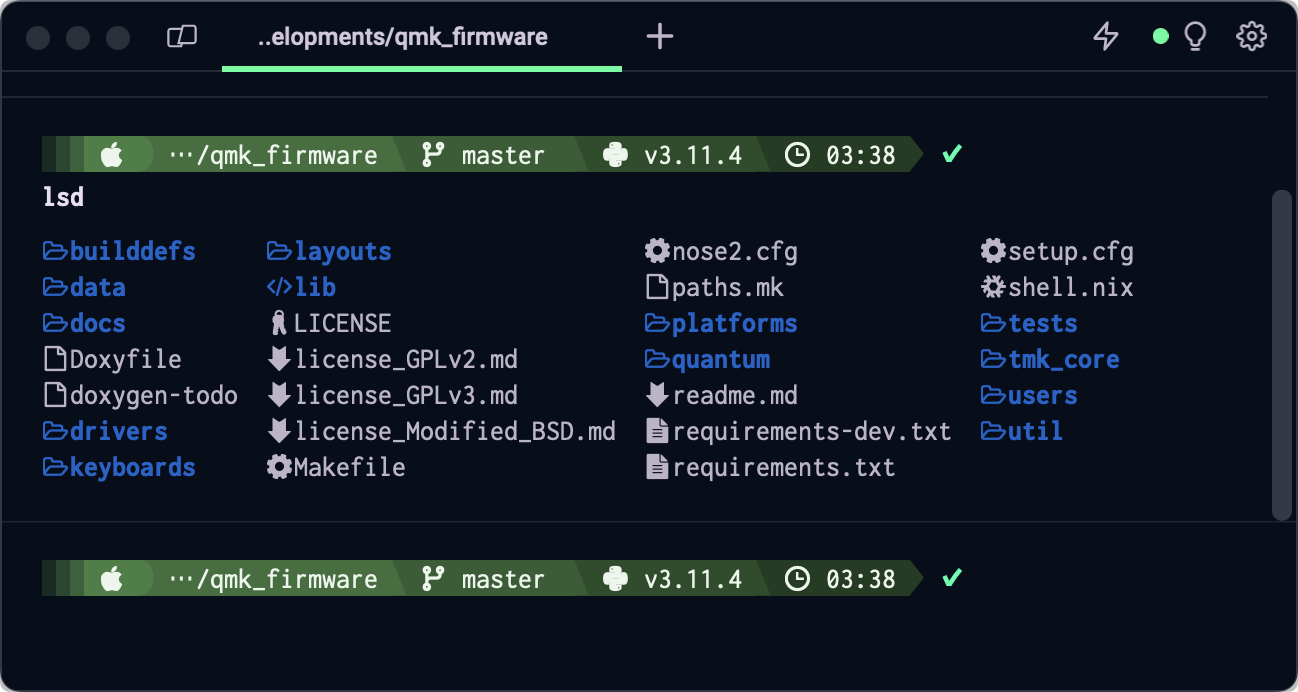 ..elopments/qmk_firmware
···/qmk_firmware master v3.11.4 03:38
lsd
builddefs layouts nose2.cfg setup.cfg
data lib paths.mk shell.nix
docs LICENSE platforms tests
Doxyfile license_GPLv2.md quantum tmk_core
doxygen-todo license_GPLv3.md readme.md users
drivers license_Modified_BSD.md requirements-dev.txt util
keyboards Makefile requirements.txt
···/qmk_firmware master v3.11.4 03:38